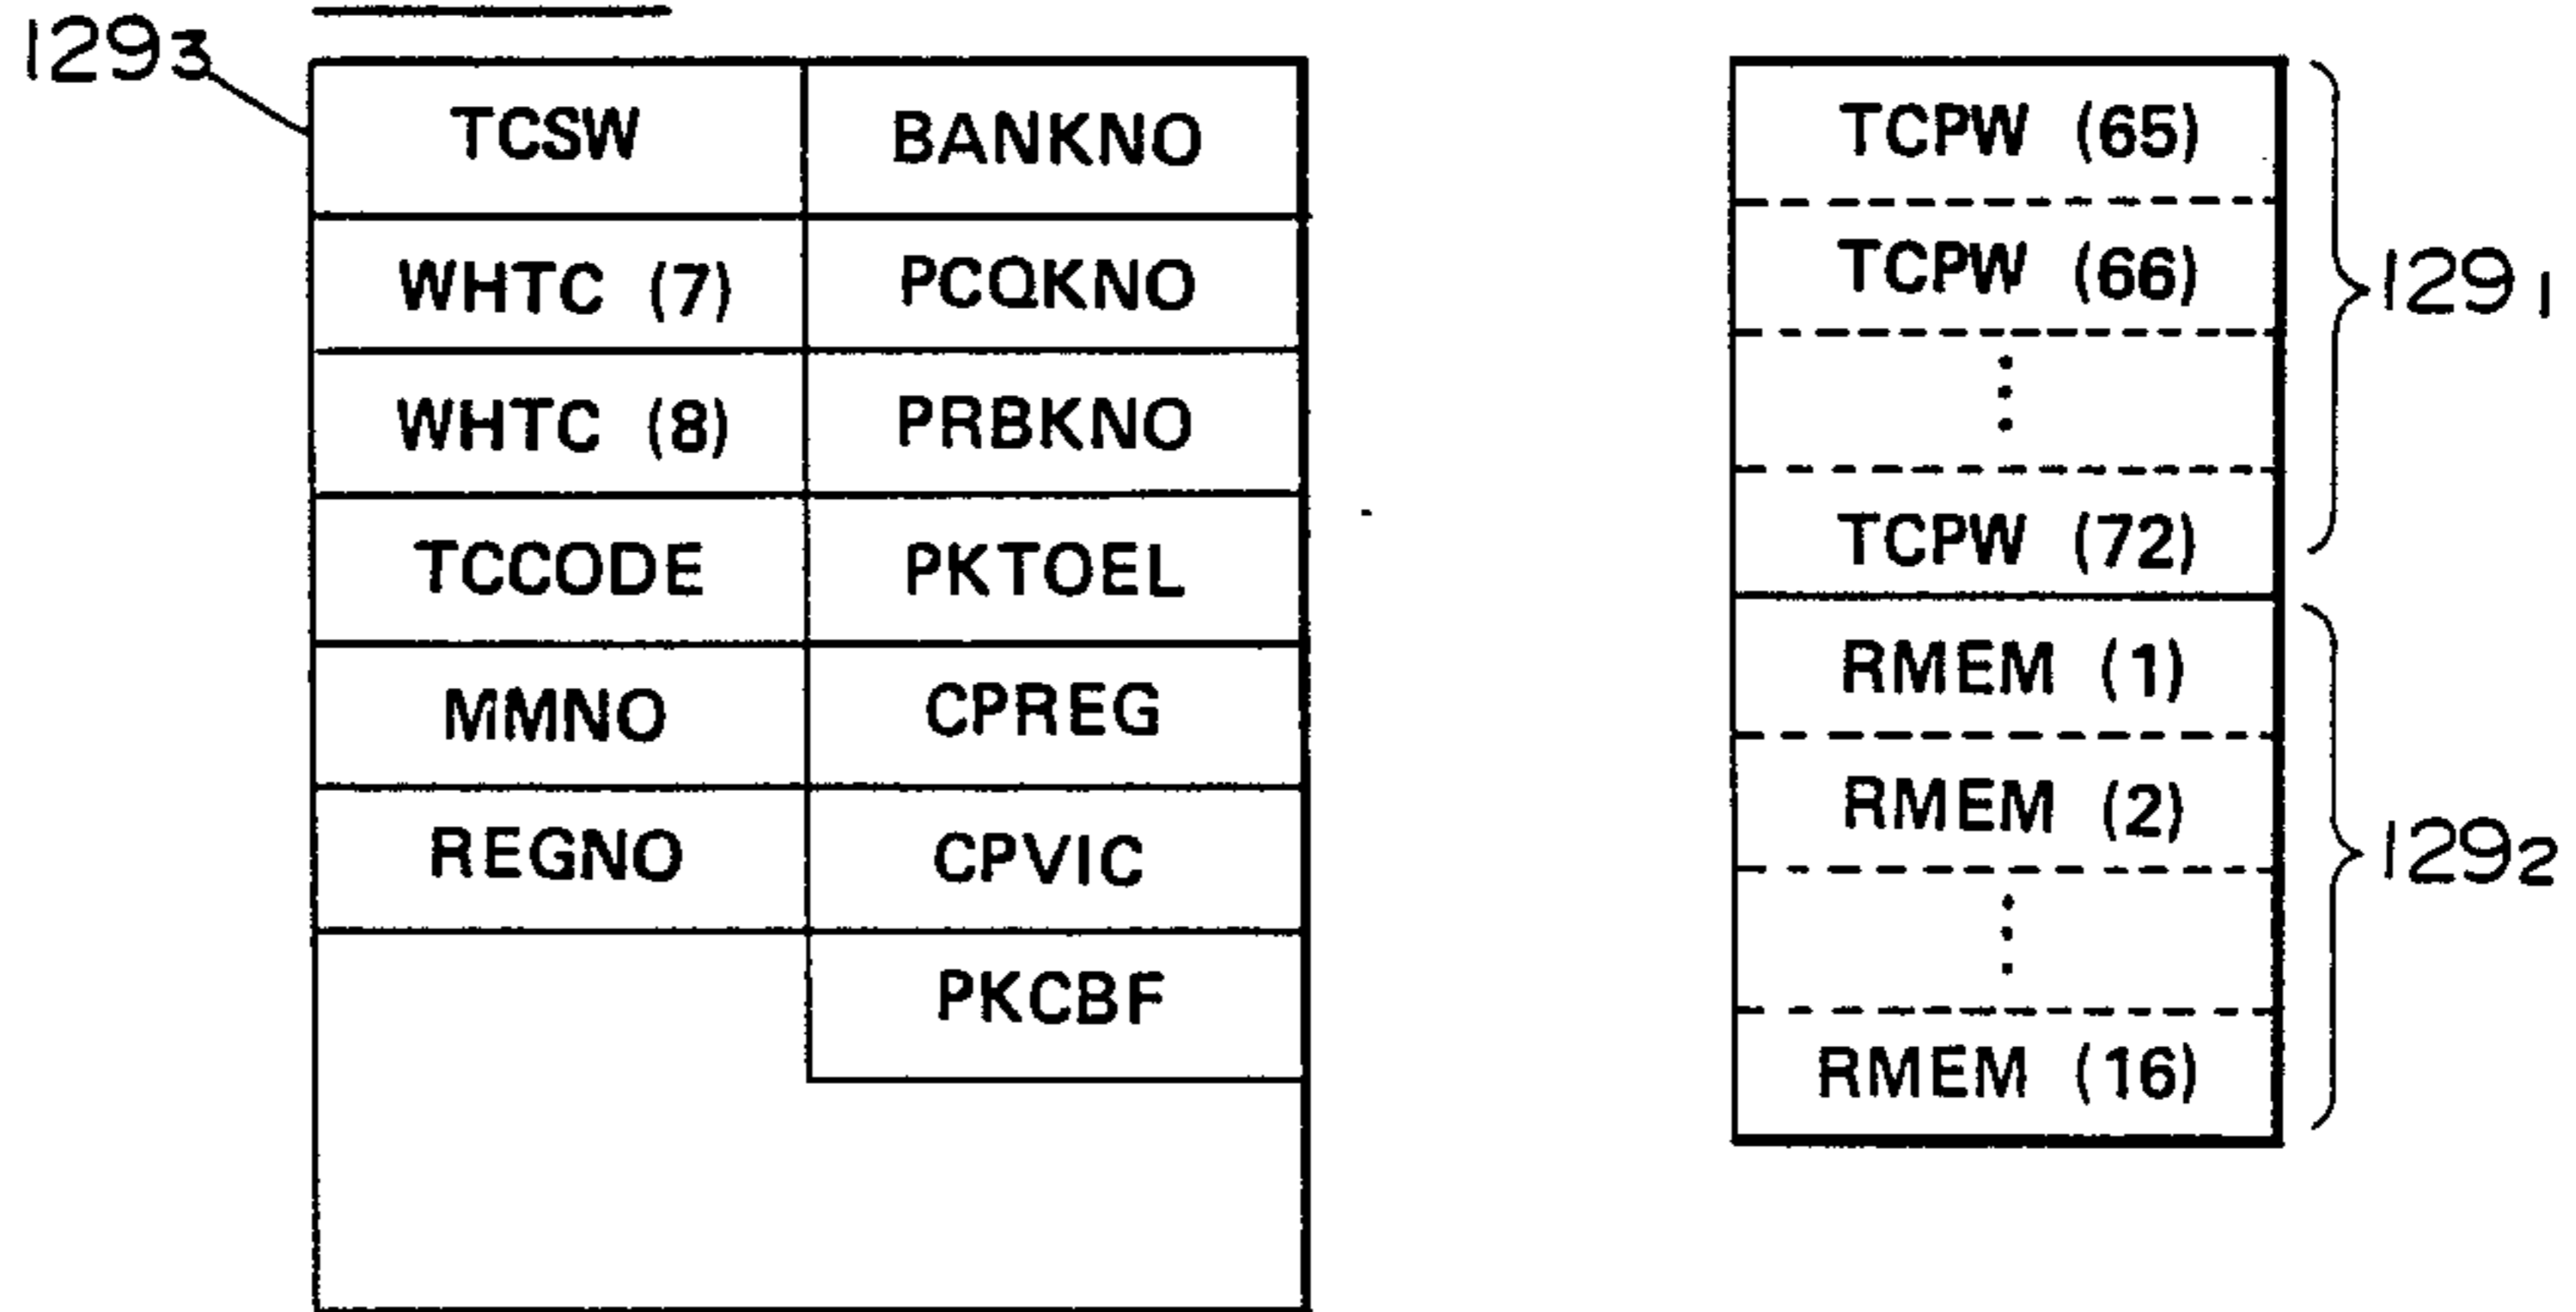 129₃
TCSW BANKNO
WHTC (7) PCQKNO
WHTC (8) PRBKNO
TCCODE PKTOEL
MMNO CPREG
REGNO CPVIC
PKCBF
TCPW (65)
TCPW (66)
TCPW (72)
129₁
RMEM (1)
RMEM (2)
RMEM (16)
129₂